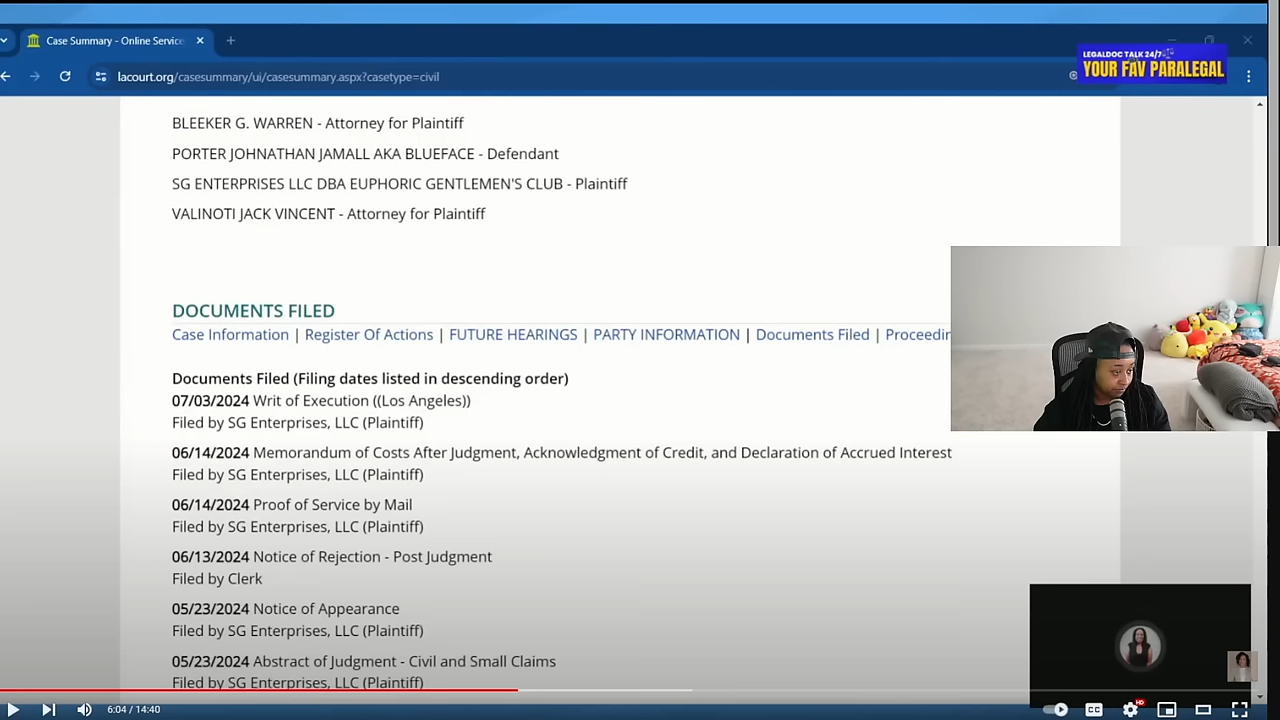 Case Summary - Online Service
LEGALDOC TALK 24/7
YOUR FAV PARALEGAL
lacourt.org/casesummary/ui/casesummary.aspx?casetype=civil
BLEEKER G. WARREN - Attorney for Plaintiff
PORTER JOHNATHAN JAMALL AKA BLUEFACE - Defendant
SG ENTERPRISES LLC DBA EUPHORIC GENTLEMEN'S CLUB - Plaintiff
VALINOTI JACK VINCENT - Attorney for Plaintiff
DOCUMENTS FILED
Case Information | Register Of Actions | FUTURE HEARINGS | PARTY INFORMATION | Documents Filed | Proceedin
Documents Filed (Filing dates listed in descending order)
07/03/2024 Writ of Execution ((Los Angeles))
Filed by SG Enterprises, LLC (Plaintiff)
06/14/2024 Memorandum of Costs After Judgment, Acknowledgment of Credit, and Declaration of Accrued Interest
Filed by SG Enterprises, LLC (Plaintiff)
06/14/2024 Proof of Service by Mail
Filed by SG Enterprises, LLC (Plaintiff)
06/13/2024 Notice of Rejection - Post Judgment
Filed by Clerk
05/23/2024 Notice of Appearance
Filed by SG Enterprises, LLC (Plaintiff)
05/23/2024 Abstract of Judgment - Civil and Small Claims
Filed by SG Enterprises, LLC (Plaintiff)
6:04 / 14:40
CC
HD